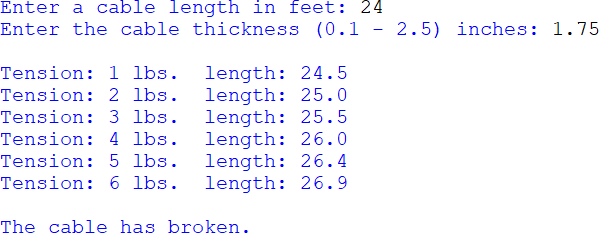 Enter a cable length in feet: 24
Enter the cable thickness (0.1 - 2.5) inches: 1.75
Tension: 1 lbs.  length: 24.5
Tension: 2 lbs.  length: 25.0
Tension: 3 lbs.  length: 25.5
Tension: 4 lbs.  length: 26.0
Tension: 5 lbs.  length: 26.4
Tension: 6 lbs.  length: 26.9
The cable has broken.